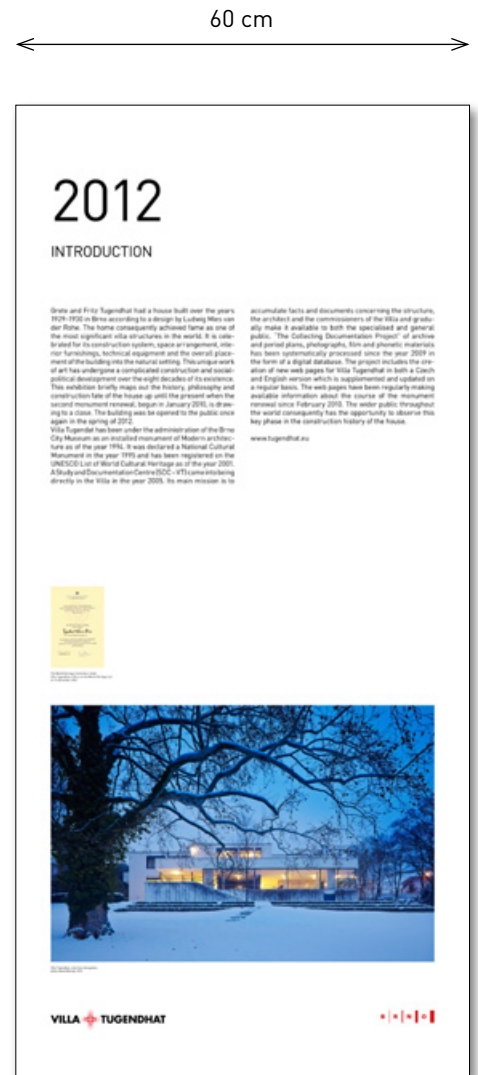 60 cm
2012
INTRODUCTION
Grete and Fritz Tugendhat had a house built over the years
1929–1930 in Brno according to a design by Ludwig Mies van
der Rohe. The home consequently achieved fame as one of
the most significant villa structures in the world. It is cele-
brated for its construction system, space arrangement, inte-
rior furnishings, technical equipment and the overall place-
ment of the building into the natural setting. This unique work
of art has undergone a complicated construction and social-
political development over the eight decades of its existence.
This exhibition briefly maps out the history, philosophy and
construction fate of the house up until the present when the
second monument renewal, begun in January 2010, is draw-
ing to a close. The building was opened to the public once
again in the spring of 2012.
Villa Tugendat has been under the administration of the Brno
City Museum as an installed monument of Modern architec-
ture as of the year 1994. It was declared a National Cultural
Monument in the year 1995 and has been registered on the
UNESCO List of World Cultural Heritage as of the year 2001.
A Study and Documentation Centre (SDC – VT) came into being
directly in the Villa in the year 2005. Its main mission is to
accumulate facts and documents concerning the structure,
the architect and the commissioners of the Villa and gradu-
ally make it available to both the specialised and general
public. "The Collecting Documentation Project" of archive
and period plans, photographs, film and phonetic materials
has been systematically processed since the year 2009 in
the form of a digital database. The project includes the cre-
ation of new web pages for Villa Tugendhat in both a Czech
and English version which is supplemented and updated on
a regular basis. The web pages have been regularly making
available information about the course of the monument
renewal since February 2010. The wider public throughout
the world consequently has the opportunity to observe this
key phase in the construction history of the house.
www.tugendhat.eu
VILLA TUGENDHAT
B R N O